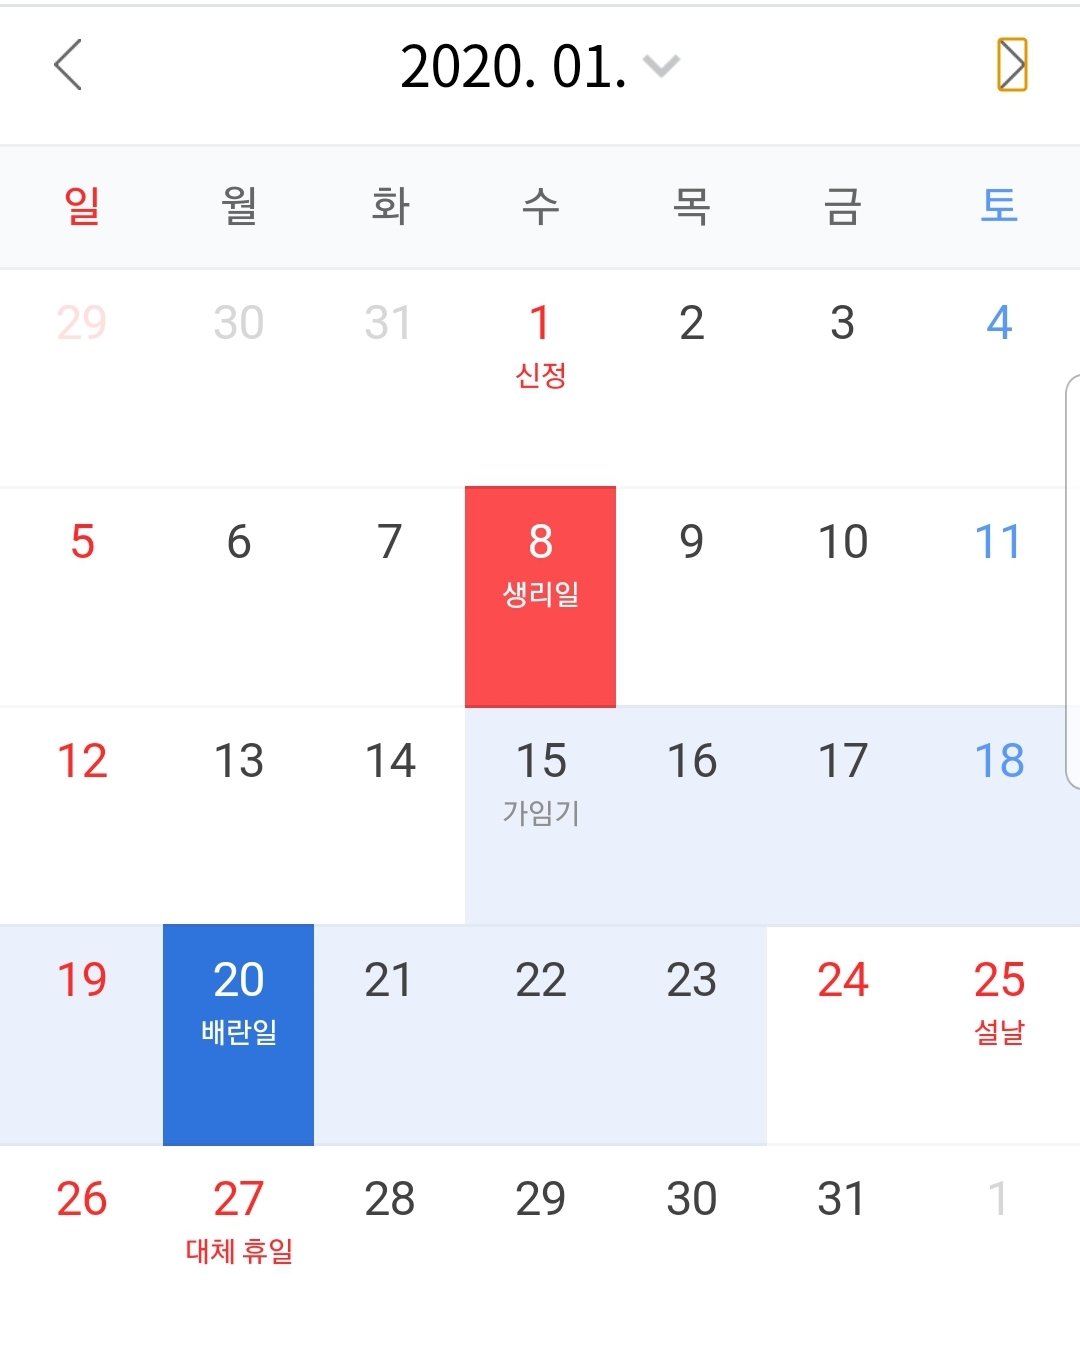 2020. 01.
일 월 화 수 목 금 토
29 30 31 1 2 3 4
신정
5 6 7 8 9 10 11
생리일
12 13 14 15 16 17 18
가임기
19 20 21 22 23 24 25
배란일 설날
26 27 28 29 30 31 1
대체 휴일